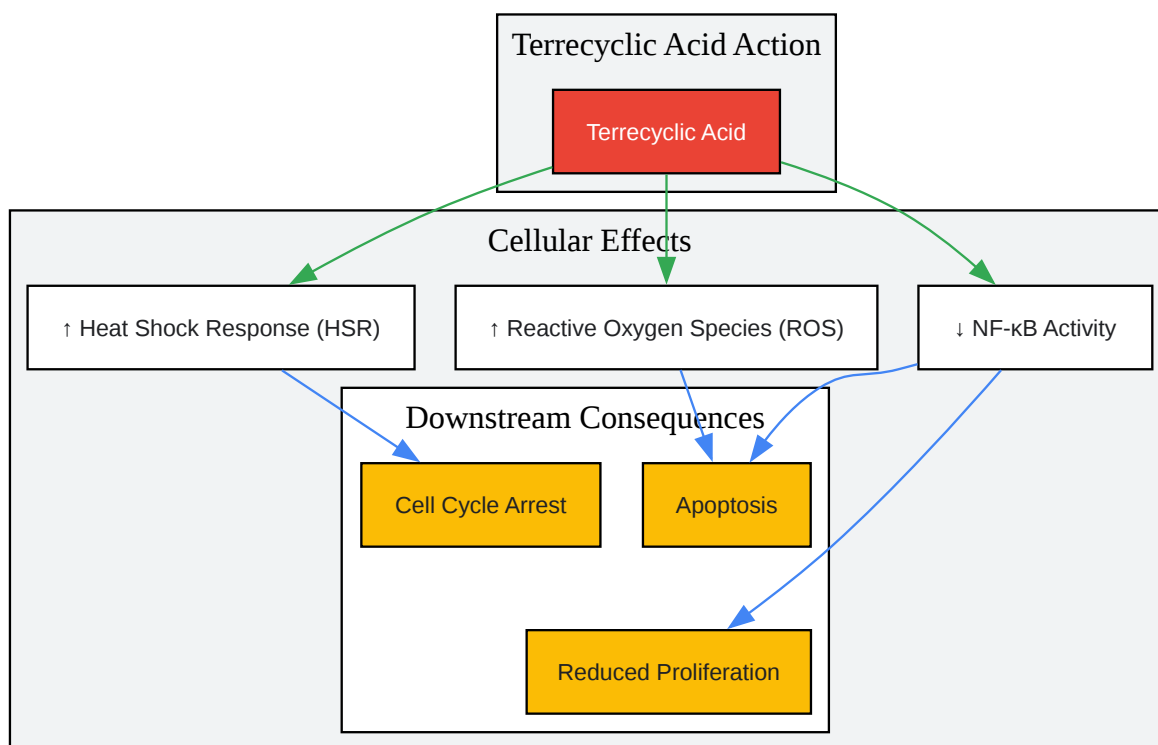 Terrecyclic Acid Action
Terrecyclic Acid
Cellular Effects
↑ Heat Shock Response (HSR)
↑ Reactive Oxygen Species (ROS)
↓ NF-κB Activity
Downstream Consequences
Cell Cycle Arrest
Apoptosis
Reduced Proliferation